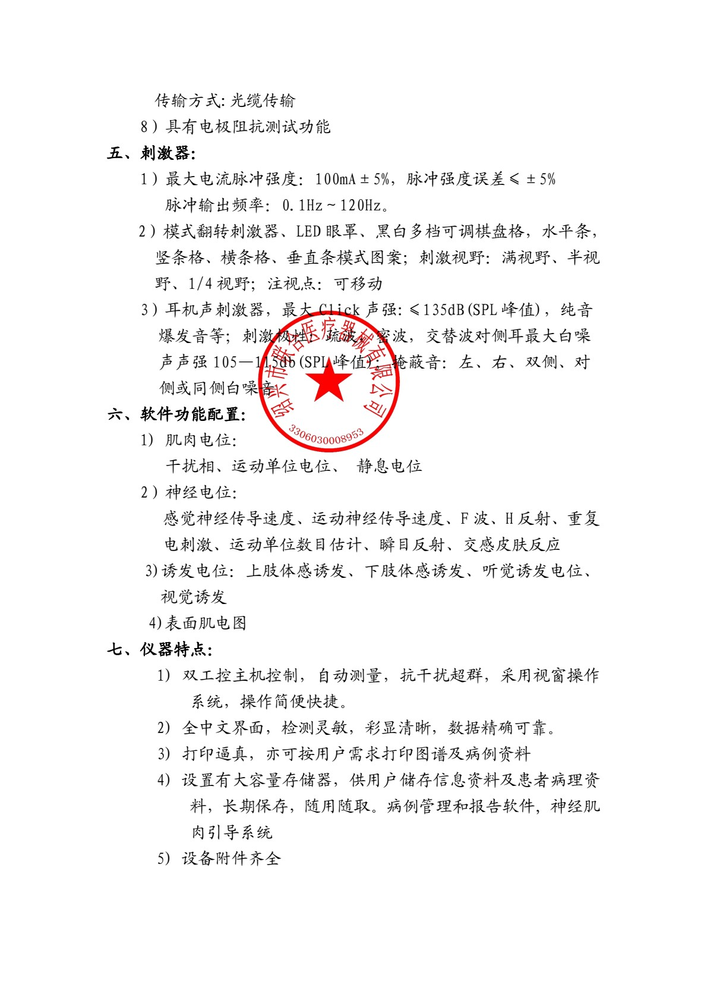 传输方式:光缆传输
8)具有电极阻抗测试功能
五、刺激器:
1)最大电流脉冲强度: 100mA±5%, 脉冲强度误差≤±5%
脉冲输出频率: 0.1Hz~120Hz。
2)模式翻转刺激器、LED 眼罩、黑白多档可调棋盘格, 水平条,
竖条格、横条格、垂直条模式图案; 刺激视野: 满视野、半视
野、1/4 视野; 注视点: 可移动
3)耳机声刺激器, 最大 Click 声强:≤135dB(SPL 峰值), 纯音
爆发音等; 刺激极性: 疏波, 密波, 交替波对侧耳最大白噪
声声强 105—115db(SPL 峰值); 掩蔽音: 左、右、双侧、对
侧或同侧白噪音
绍兴市联合医疗器械有限公司
3306030008953
六、软件功能配置:
1) 肌肉电位:
干扰相、运动单位电位、 静息电位
2)神经电位:
感觉神经传导速度、运动神经传导速度、F 波、H 反射、重复
电刺激、运动单位数目估计、瞬目反射、交感皮肤反应
3)诱发电位: 上肢体感诱发、下肢体感诱发、听觉诱发电位、
视觉诱发
4)表面肌电图
七、仪器特点:
1) 双工控主机控制, 自动测量, 抗干扰超群, 采用视窗操作
系统, 操作简便快捷。
2) 全中文界面, 检测灵敏, 彩显清晰, 数据精确可靠。
3) 打印逼真, 亦可按用户需求打印图谱及病例资料
4) 设置有大容量存储器, 供用户储存信息资料及患者病理资
料, 长期保存, 随用随取。病例管理和报告软件, 神经肌
肉引导系统
5) 设备附件齐全